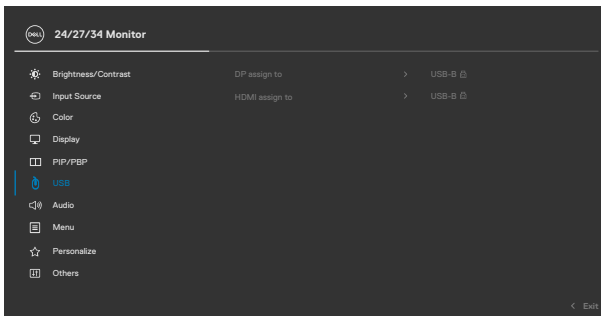 DELL 24/27/34 Monitor
Brightness/Contrast DP assign to > USB-B
Input Source HDMI assign to > USB-B
Color
Display
PIP/PBP
USB
Audio
Menu
Personalize
Others
< Exit